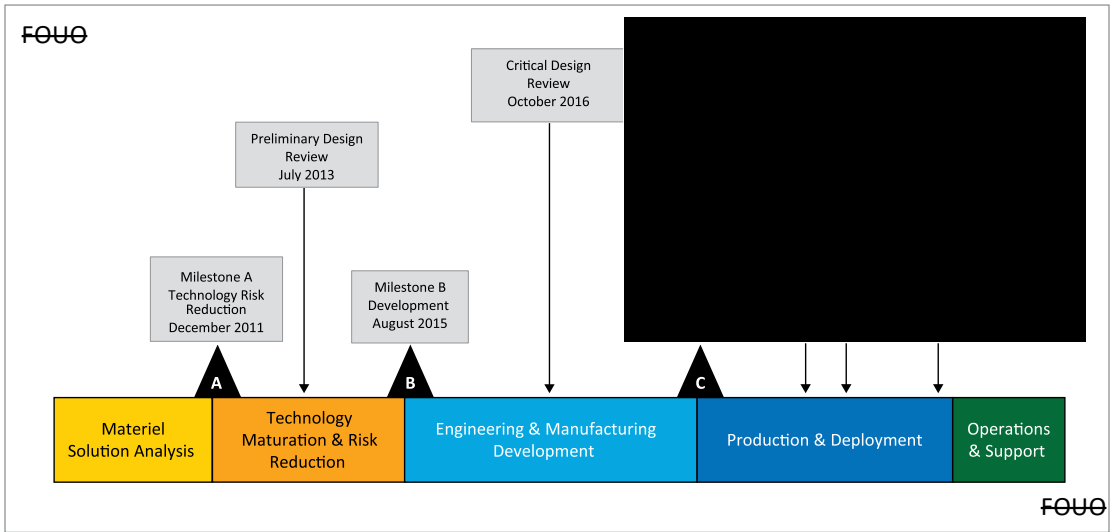 FOUO
Critical Design
Review
October 2016
Preliminary Design
Review
July 2013
Milestone A
Technology Risk
Reduction
December 2011
Milestone B
Development
August 2015
A
B
C
Materiel
Solution Analysis
Technology
Maturation & Risk
Reduction
Engineering & Manufacturing
Development
Production & Deployment
Operations
& Support
FOUO